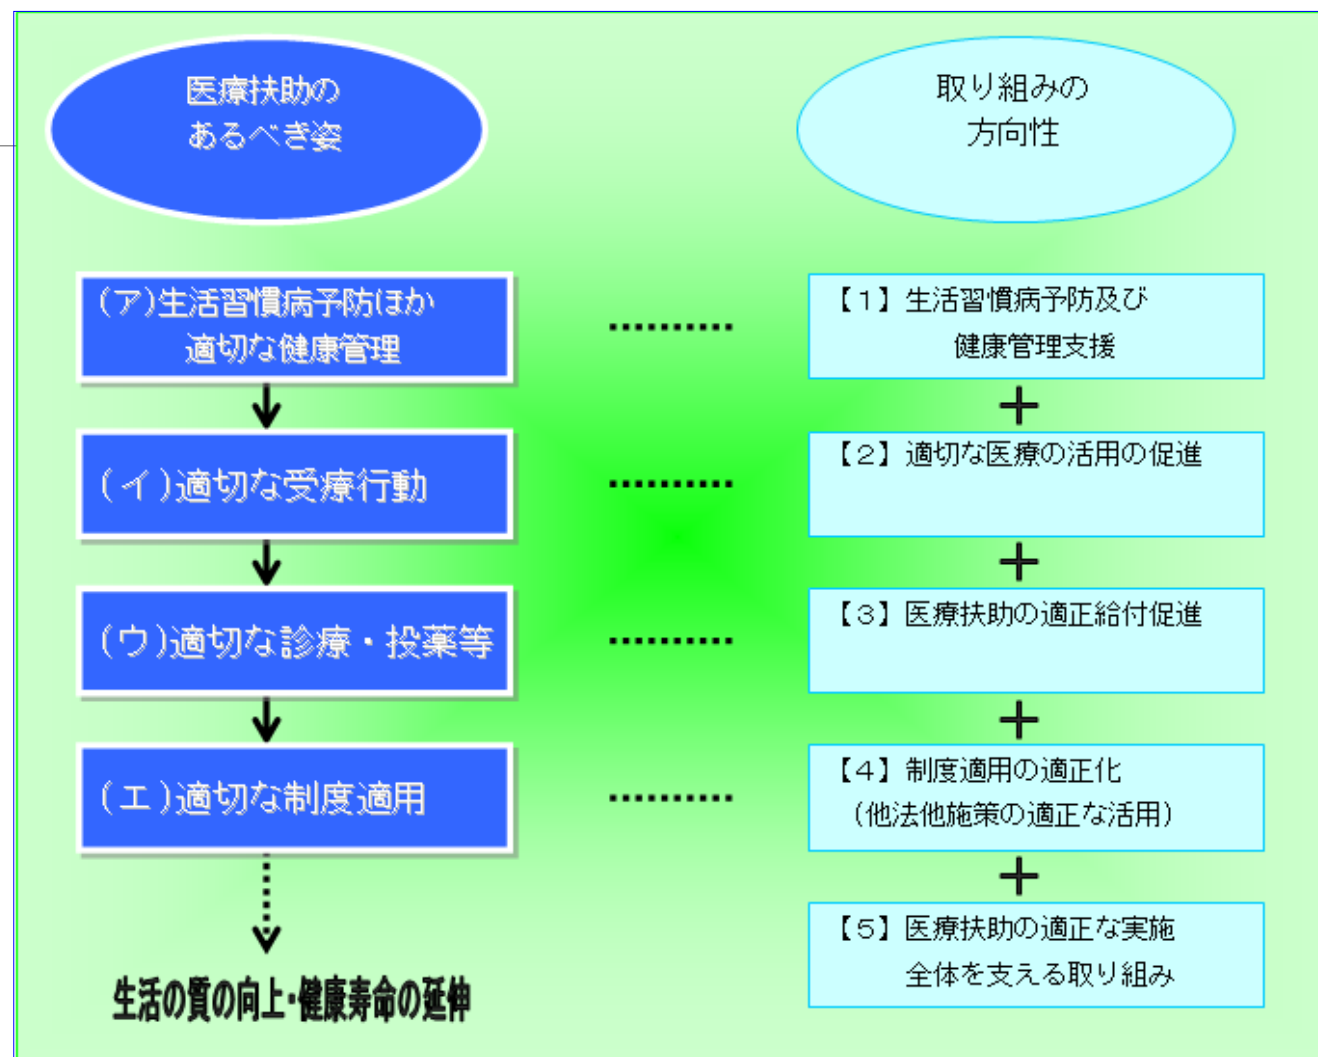 医療扶助の
あるべき姿
取り組みの
方向性
(ア)生活習慣病予防ほか
適切な健康管理
【１】生活習慣病予防及び
健康管理支援
＋
(イ)適切な受療行動
【２】適切な医療の活用の促進
＋
(ウ)適切な診療・投薬等
【３】医療扶助の適正給付促進
＋
(エ)適切な制度適用
【４】制度適用の適正化
(他法他施策の適正な活用)
＋
【５】医療扶助の適正な実施
全体を支える取り組み
生活の質の向上・健康寿命の延伸